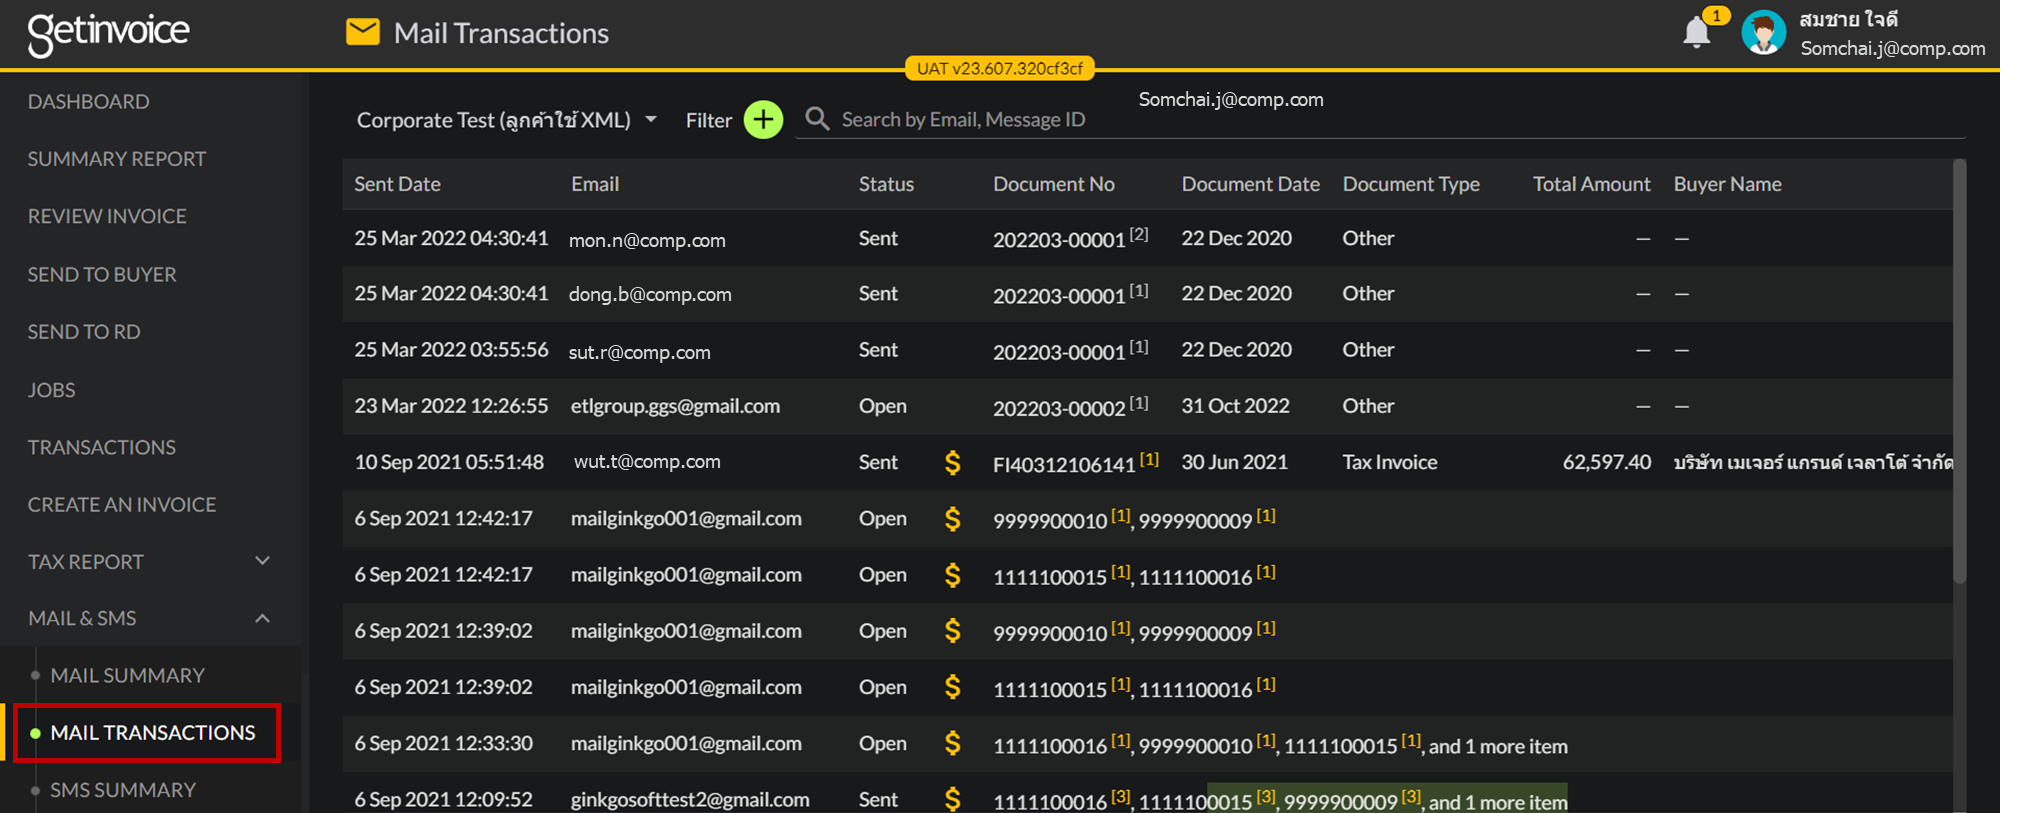 getinvoice
Mail Transactions
1
สมชาย ใจดี
Somchai.j@comp.com
UAT v23.607.320cf3cf
DASHBOARD
SUMMARY REPORT
REVIEW INVOICE
SEND TO BUYER
SEND TO RD
JOBS
TRANSACTIONS
CREATE AN INVOICE
TAX REPORT
MAIL & SMS
MAIL SUMMARY
MAIL TRANSACTIONS
SMS SUMMARY
Somchai.j@comp.com
Corporate Test (ลูกค้าใช้ XML) Filter Search by Email, Message ID
Sent Date Email Status Document No Document Date Document Type Total Amount Buyer Name
25 Mar 2022 04:30:41 mon.n@comp.com Sent 202203-00001 [2] 22 Dec 2020 Other — —
25 Mar 2022 04:30:41 dong.b@comp.com Sent 202203-00001 [1] 22 Dec 2020 Other — —
25 Mar 2022 03:55:56 sut.r@comp.com Sent 202203-00001 [1] 22 Dec 2020 Other — —
23 Mar 2022 12:26:55 etlgroup.ggs@gmail.com Open 202203-00002 [1] 31 Oct 2022 Other — —
10 Sep 2021 05:51:48 wut.t@comp.com Sent $ FI40312106141 [1] 30 Jun 2021 Tax Invoice 62,597.40 บริษัท เมเจอร์ แกรนด์ เจลาโต้ จำกัด
6 Sep 2021 12:42:17 mailginkgo001@gmail.com Open $ 9999900010 [1], 9999900009 [1]
6 Sep 2021 12:42:17 mailginkgo001@gmail.com Open $ 1111100015 [1], 1111100016 [1]
6 Sep 2021 12:39:02 mailginkgo001@gmail.com Open $ 9999900010 [1], 9999900009 [1]
6 Sep 2021 12:39:02 mailginkgo001@gmail.com Open $ 1111100015 [1], 1111100016 [1]
6 Sep 2021 12:33:30 mailginkgo001@gmail.com Open $ 1111100016 [1], 9999900010 [1], 1111100015 [1], and 1 more item
6 Sep 2021 12:09:52 ginkgosofttest2@gmail.com Sent $ 1111100016 [3], 1111100015 [3], 9999900009 [3], and 1 more item